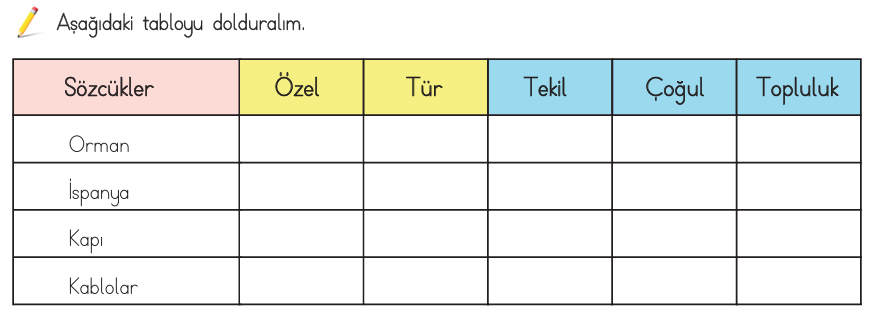 Aşağıdaki tabloyu dolduralım.
Sözcükler Özel Tür Tekil Çoğul Topluluk
Orman
İspanya
Kapı
Kablolar